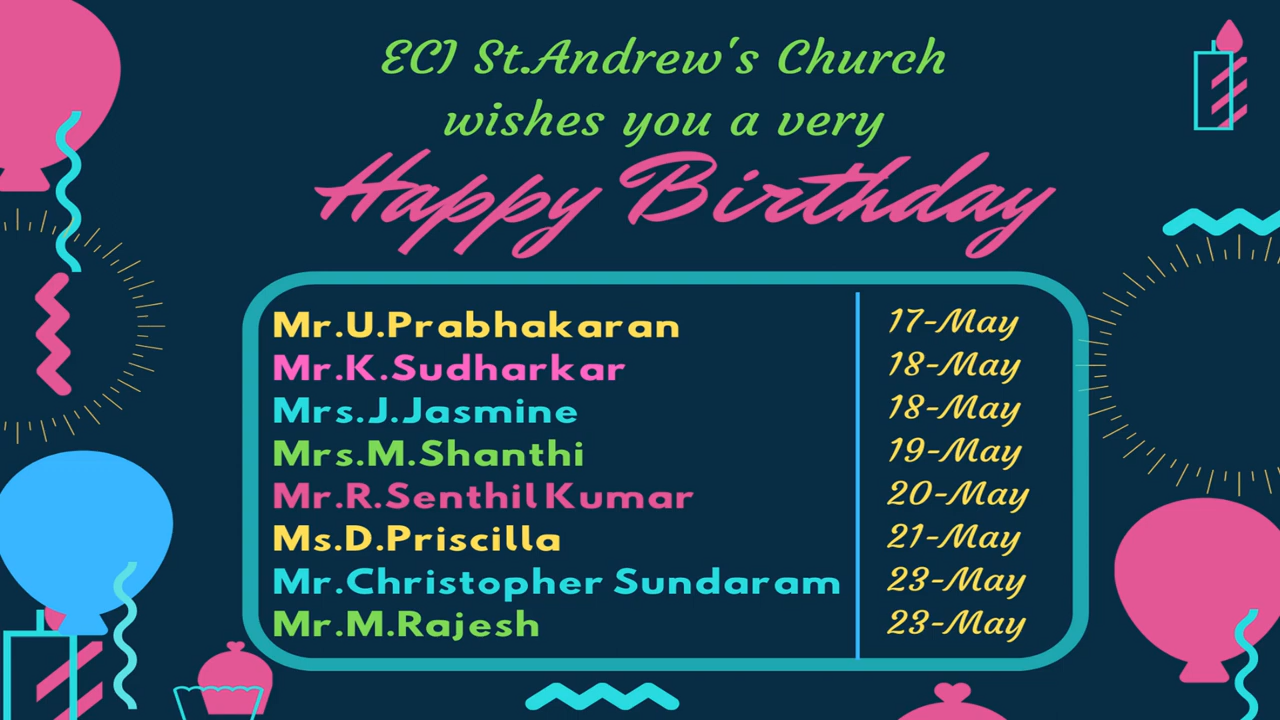 ECI St.Andrew's Church
wishes you a very
Happy Birthday
Mr.U.Prabhakaran 17-May
Mr.K.Sudharkar 18-May
Mrs.J.Jasmine 18-May
Mrs.M.Shanthi 19-May
Mr.R.Senthil Kumar 20-May
Ms.D.Priscilla 21-May
Mr.Christopher Sundaram 23-May
Mr.M.Rajesh 23-May